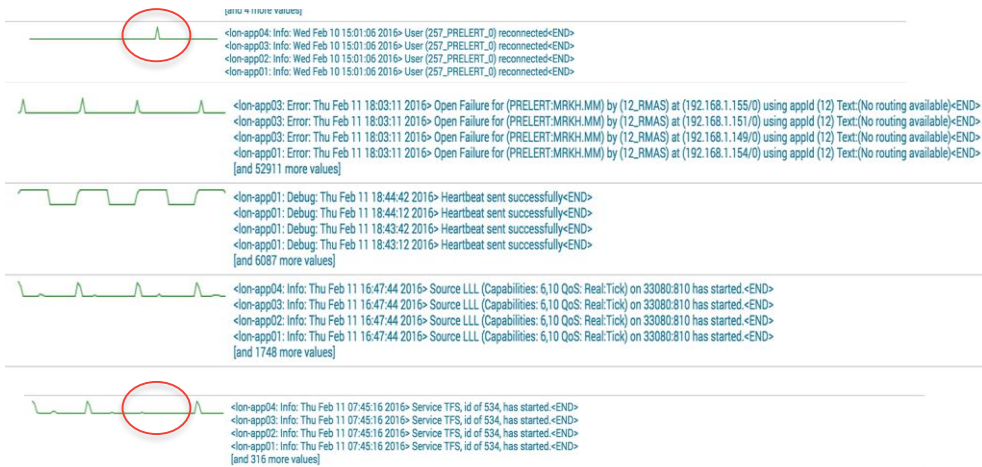 [and 4 more values]
<lon-app04: Info: Wed Feb 10 15:01:06 2016> User (257_PRELERT_0) reconnected<END>
<lon-app03: Info: Wed Feb 10 15:01:06 2016> User (257_PRELERT_0) reconnected<END>
<lon-app02: Info: Wed Feb 10 15:01:06 2016> User (257_PRELERT_0) reconnected<END>
<lon-app01: Info: Wed Feb 10 15:01:06 2016> User (257_PRELERT_0) reconnected<END>
<lon-app03: Error: Thu Feb 11 18:03:11 2016> Open Failure for (PRELERT:MRKH.MM) by (12_RMAS) at (192.168.1.155/0) using appId (12) Text:(No routing available)<END>
<lon-app03: Error: Thu Feb 11 18:03:11 2016> Open Failure for (PRELERT:MRKH.MM) by (12_RMAS) at (192.168.1.151/0) using appId (12) Text:(No routing available)<END>
<lon-app03: Error: Thu Feb 11 18:03:11 2016> Open Failure for (PRELERT:MRKH.MM) by (12_RMAS) at (192.168.1.149/0) using appId (12) Text:(No routing available)<END>
<lon-app01: Error: Thu Feb 11 18:03:11 2016> Open Failure for (PRELERT:MRKH.MM) by (12_RMAS) at (192.168.1.154/0) using appId (12) Text:(No routing available)<END>
[and 52911 more values]
<lon-app01: Debug: Thu Feb 11 18:44:42 2016> Heartbeat sent successfully<END>
<lon-app01: Debug: Thu Feb 11 18:44:12 2016> Heartbeat sent successfully<END>
<lon-app01: Debug: Thu Feb 11 18:43:42 2016> Heartbeat sent successfully<END>
<lon-app01: Debug: Thu Feb 11 18:43:12 2016> Heartbeat sent successfully<END>
[and 6087 more values]
<lon-app04: Info: Thu Feb 11 16:47:44 2016> Source LLL (Capabilities: 6,10 QoS: Real:Tick) on 33080:810 has started.<END>
<lon-app03: Info: Thu Feb 11 16:47:44 2016> Source LLL (Capabilities: 6,10 QoS: Real:Tick) on 33080:810 has started.<END>
<lon-app02: Info: Thu Feb 11 16:47:44 2016> Source LLL (Capabilities: 6,10 QoS: Real:Tick) on 33080:810 has started.<END>
<lon-app01: Info: Thu Feb 11 16:47:44 2016> Source LLL (Capabilities: 6,10 QoS: Real:Tick) on 33080:810 has started.<END>
[and 1748 more values]
<lon-app04: Info: Thu Feb 11 07:45:16 2016> Service TFS, id of 534, has started.<END>
<lon-app03: Info: Thu Feb 11 07:45:16 2016> Service TFS, id of 534, has started.<END>
<lon-app02: Info: Thu Feb 11 07:45:16 2016> Service TFS, id of 534, has started.<END>
<lon-app01: Info: Thu Feb 11 07:45:16 2016> Service TFS, id of 534, has started.<END>
[and 316 more values]